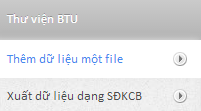 Thư viện BTU
Thêm dữ liệu một file
Xuất dữ liệu dạng SĐKCB